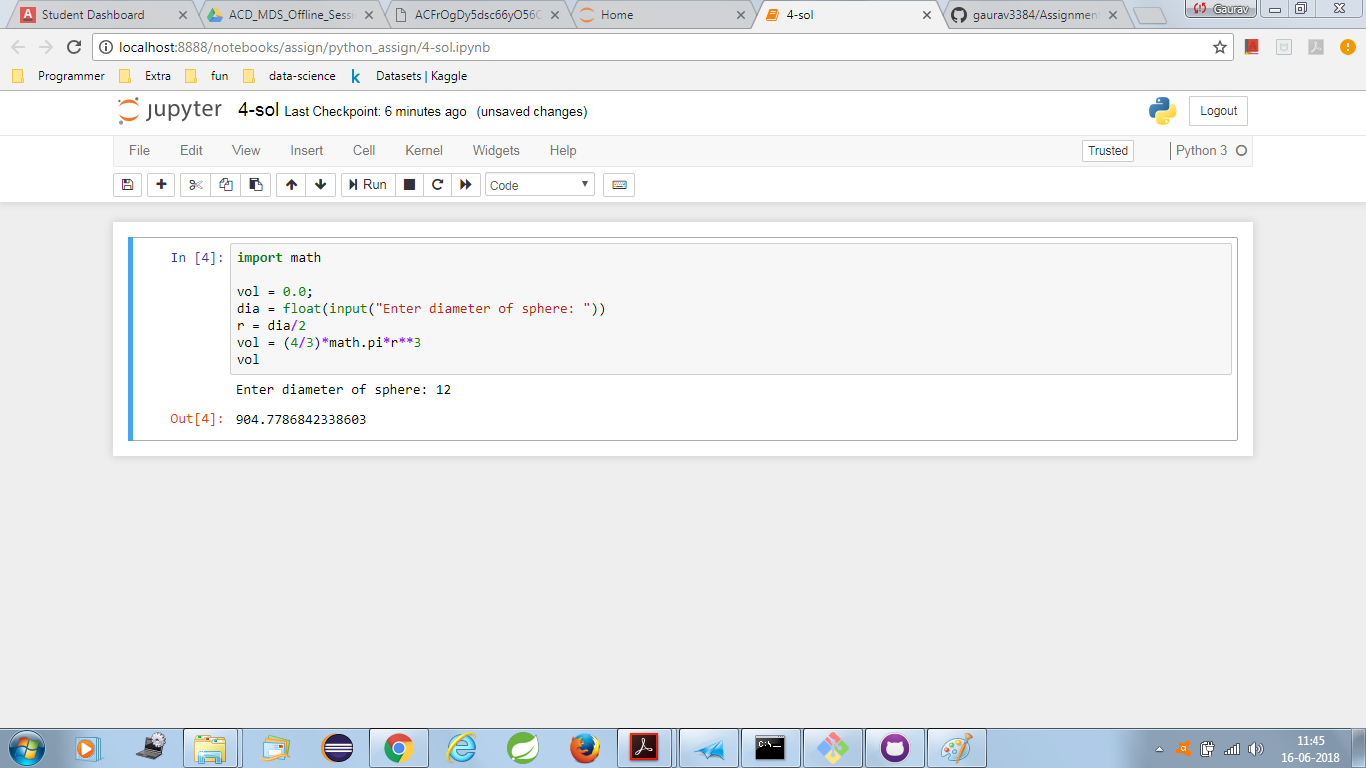 Student Dashboard
ACD_MDS_Offline_Sessi
ACFrOgDy5dsc66yO56C
Home
4-sol
gaurav3384/Assignment
Gaurav
localhost:8888/notebooks/assign/python_assign/4-sol.ipynb
Programmer
Extra
fun
data-science
Datasets | Kaggle
jupyter
4-sol
Last Checkpoint: 6 minutes ago
(unsaved changes)
Logout
File
Edit
View
Insert
Cell
Kernel
Widgets
Help
Trusted
Python 3
Run
Code
In [4]:
import math
vol = 0.0;
dia = float(input("Enter diameter of sphere: "))
r = dia/2
vol = (4/3)*math.pi*r**3
vol
Enter diameter of sphere: 12
Out[4]:
904.7786842338603
C:\_
11:45
16-06-2018